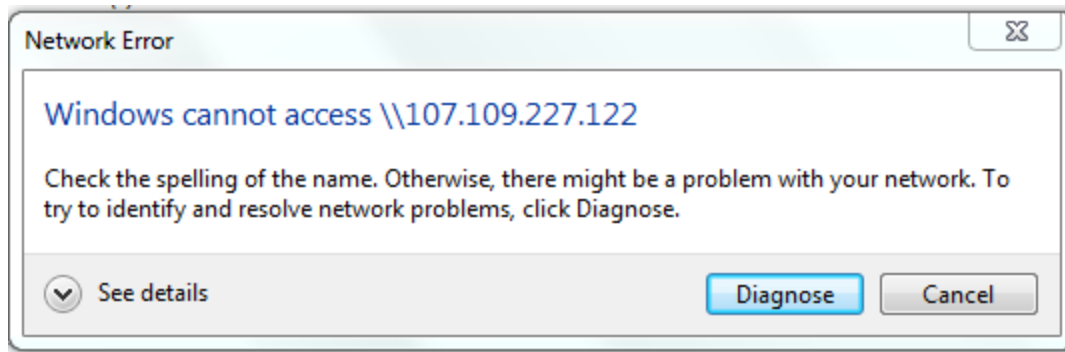 Network Error
Windows cannot access \\107.109.227.122
Check the spelling of the name. Otherwise, there might be a problem with your network. To
try to identify and resolve network problems, click Diagnose.
See details
Diagnose
Cancel